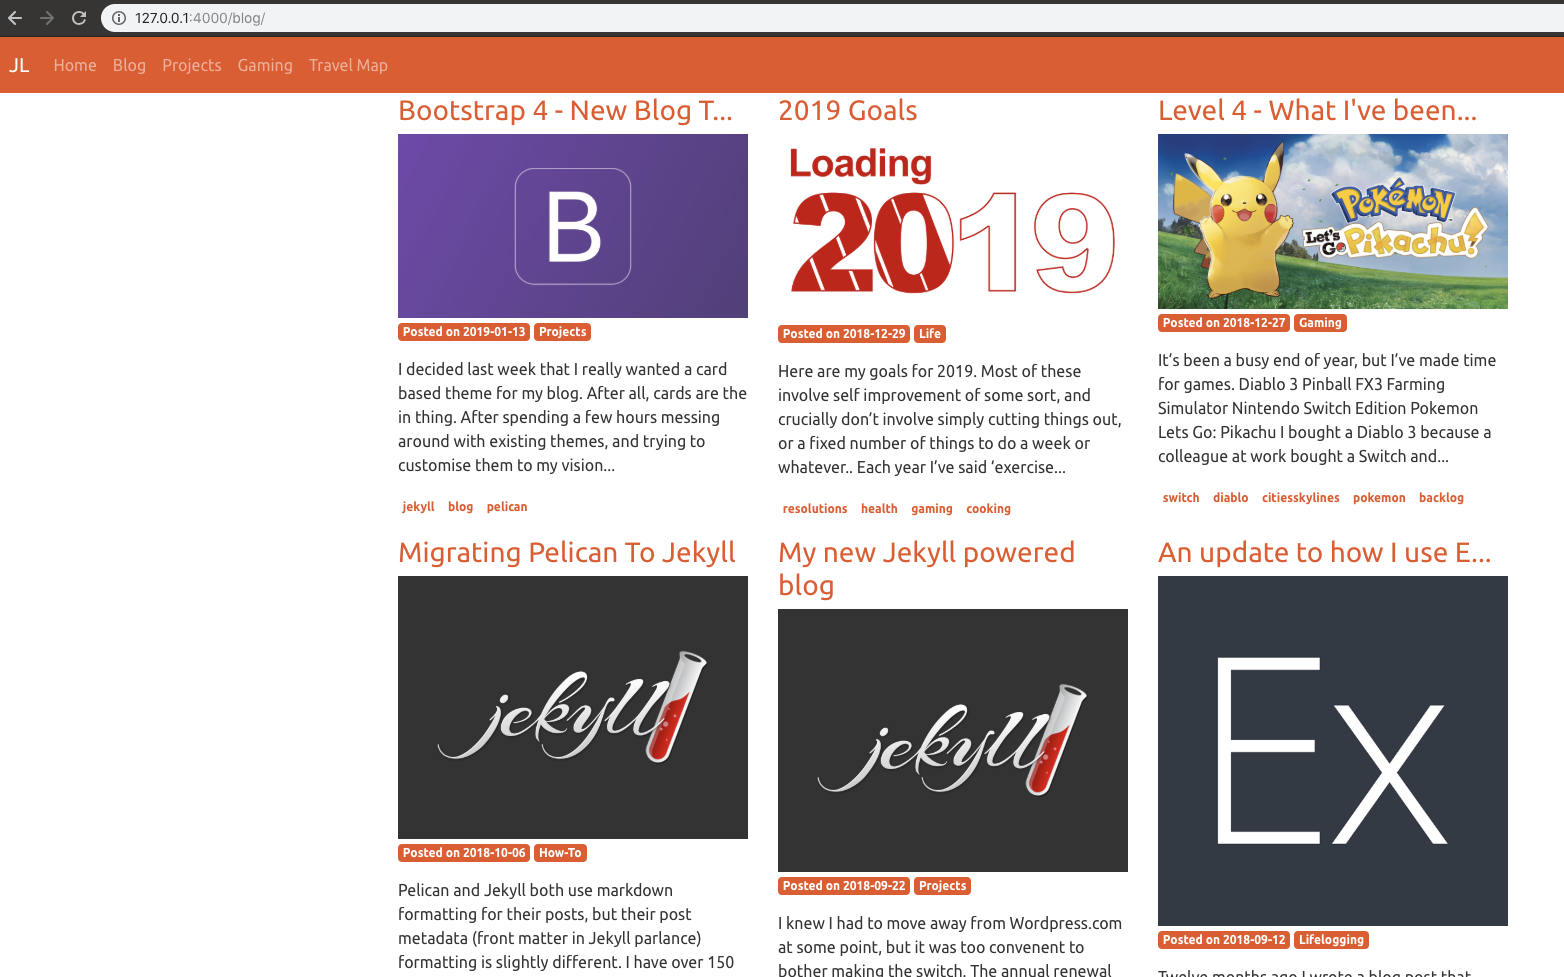 127.0.0.1:4000/blog/
JL Home Blog Projects Gaming Travel Map
Bootstrap 4 - New Blog T...
B
Posted on 2019-01-13 Projects
I decided last week that I really wanted a card
based theme for my blog. After all, cards are the
in thing. After spending a few hours messing
around with existing themes, and trying to
customise them to my vision...
jekyll blog pelican
2019 Goals
Loading
2019
Posted on 2018-12-29 Life
Here are my goals for 2019. Most of these
involve self improvement of some sort, and
crucially don’t involve simply cutting things out,
or a fixed number of things to do a week or
whatever.. Each year I’ve said ‘exercise...
resolutions health gaming cooking
Level 4 - What I've been...
POKéMON
Let's Go Pikachu!
Posted on 2018-12-27 Gaming
It’s been a busy end of year, but I’ve made time
for games. Diablo 3 Pinball FX3 Farming
Simulator Nintendo Switch Edition Pokemon
Lets Go: Pikachu I bought a Diablo 3 because a
colleague at work bought a Switch and...
switch diablo citiesskylines pokemon backlog
Migrating Pelican To Jekyll
jekyll
Posted on 2018-10-06 How-To
Pelican and Jekyll both use markdown
formatting for their posts, but their post
metadata (front matter in Jekyll parlance)
formatting is slightly different. I have over 150
My new Jekyll powered
blog
jekyll
Posted on 2018-09-22 Projects
I knew I had to move away from Wordpress.com
at some point, but it was too convenent to
bother making the switch. The annual renewal
An update to how I use E...
Ex
Posted on 2018-09-12 Lifelogging
Twelve months ago I wrote a blog post that